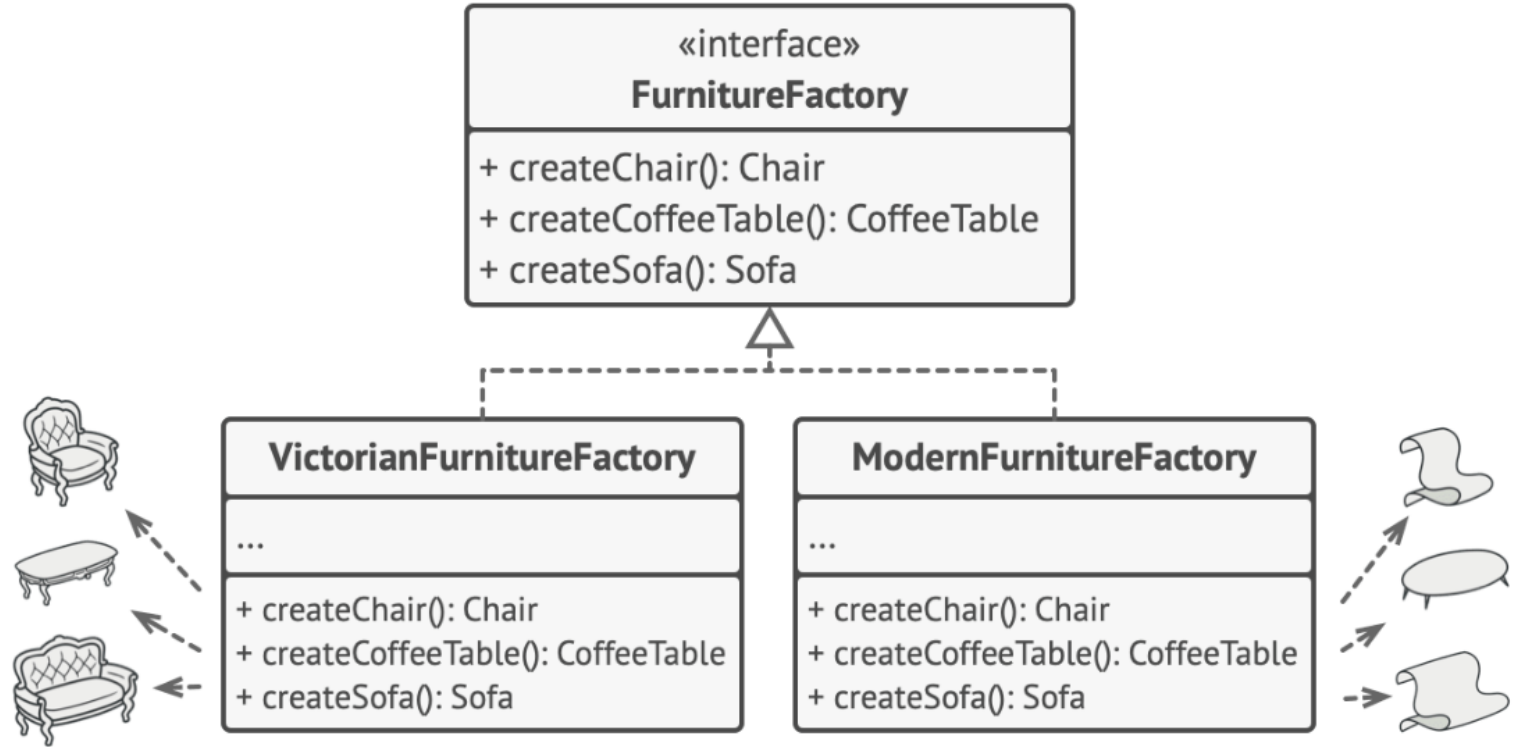 «interface»
FurnitureFactory
+ createChair(): Chair
+ createCoffeeTable(): CoffeeTable
+ createSofa(): Sofa
VictorianFurnitureFactory
...
+ createChair(): Chair
+ createCoffeeTable(): CoffeeTable
+ createSofa(): Sofa
ModernFurnitureFactory
...
+ createChair(): Chair
+ createCoffeeTable(): CoffeeTable
+ createSofa(): Sofa